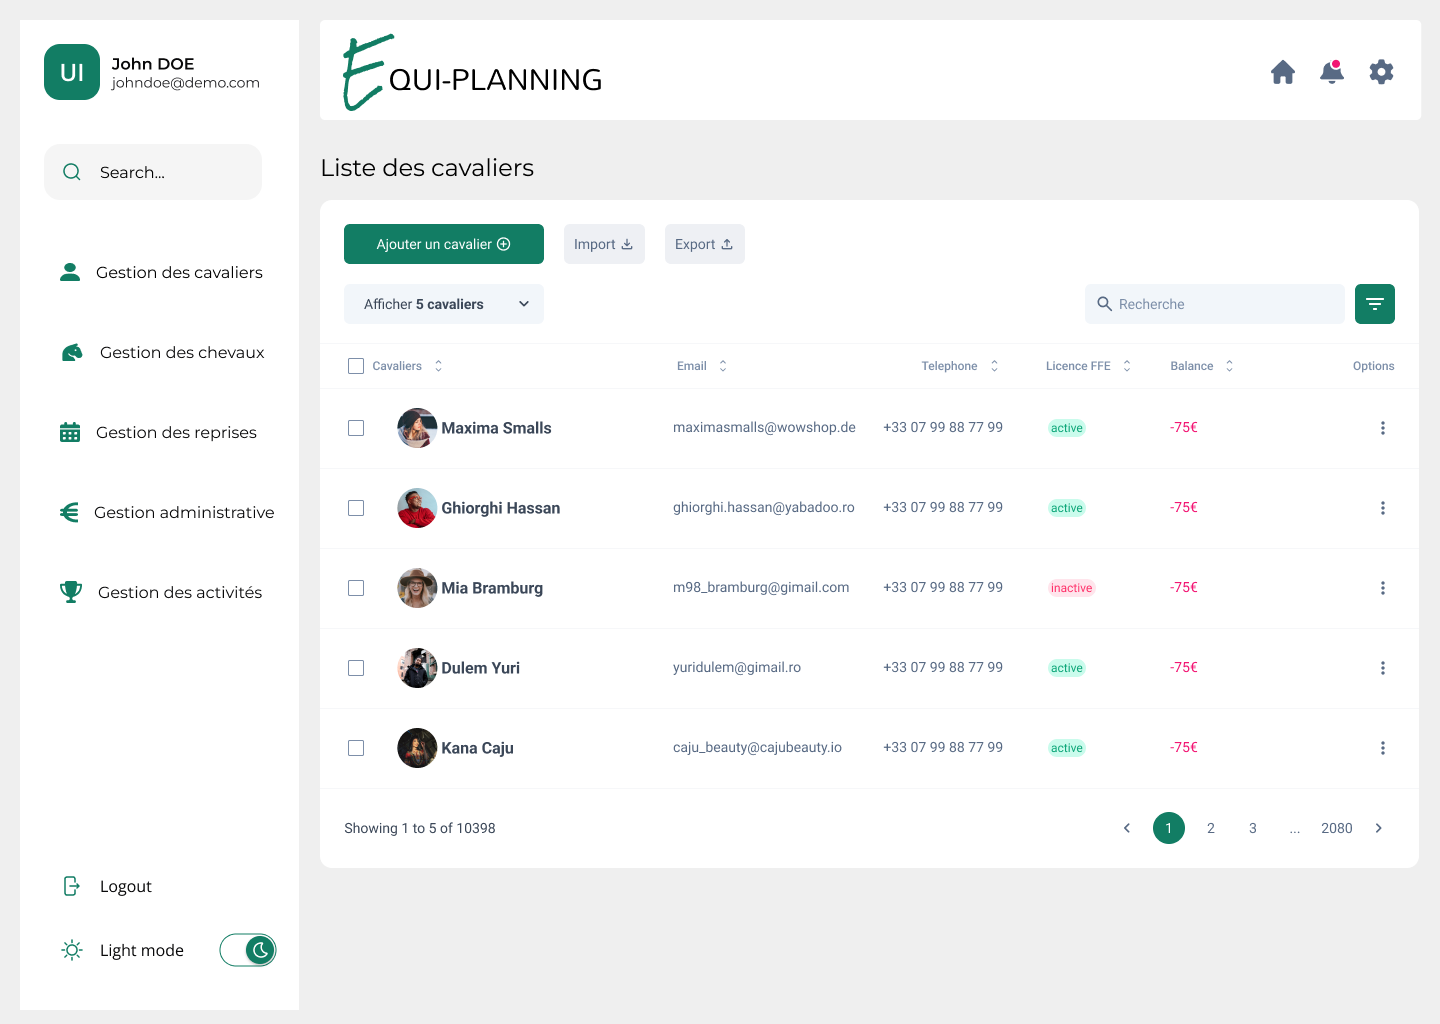 UI
John DOE
johndoe@demo.com
Search...
Gestion des cavaliers
Gestion des chevaux
Gestion des reprises
Gestion administrative
Gestion des activités
Logout
Light mode
EQUI-PLANNING
Liste des cavaliers
Ajouter un cavalier
Import
Export
Afficher 5 cavaliers
Recherche
Cavaliers Email Telephone Licence FFE Balance Options
Maxima Smalls maximasmalls@wowshop.de +33 07 99 88 77 99 active -75€
Ghiorghi Hassan ghiorghi.hassan@yabadoo.ro +33 07 99 88 77 99 active -75€
Mia Bramburg m98_bramburg@gimail.com +33 07 99 88 77 99 inactive -75€
Dulem Yuri yuridulem@gimail.ro +33 07 99 88 77 99 active -75€
Kana Caju caju_beauty@cajubeauty.io +33 07 99 88 77 99 active -75€
Showing 1 to 5 of 10398
1 2 3 ... 2080